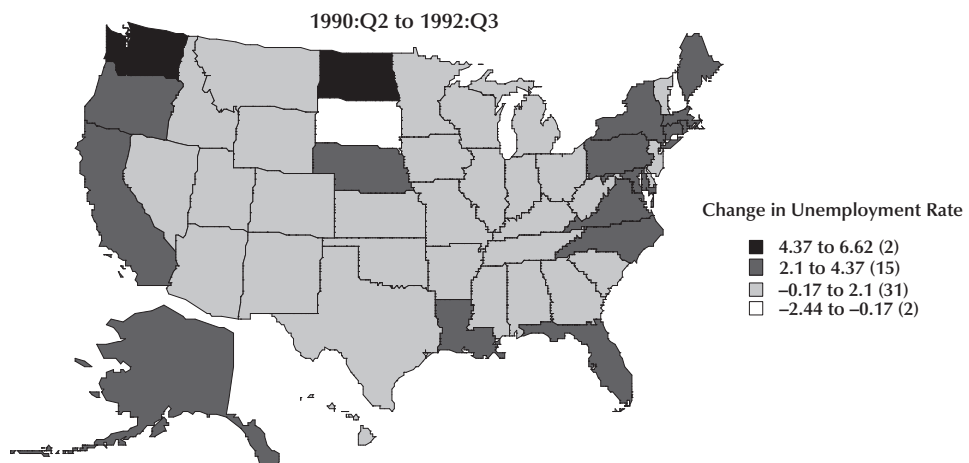 1990:Q2 to 1992:Q3
Change in Unemployment Rate
4.37 to 6.62 (2)
2.1 to 4.37 (15)
–0.17 to 2.1 (31)
–2.44 to –0.17 (2)